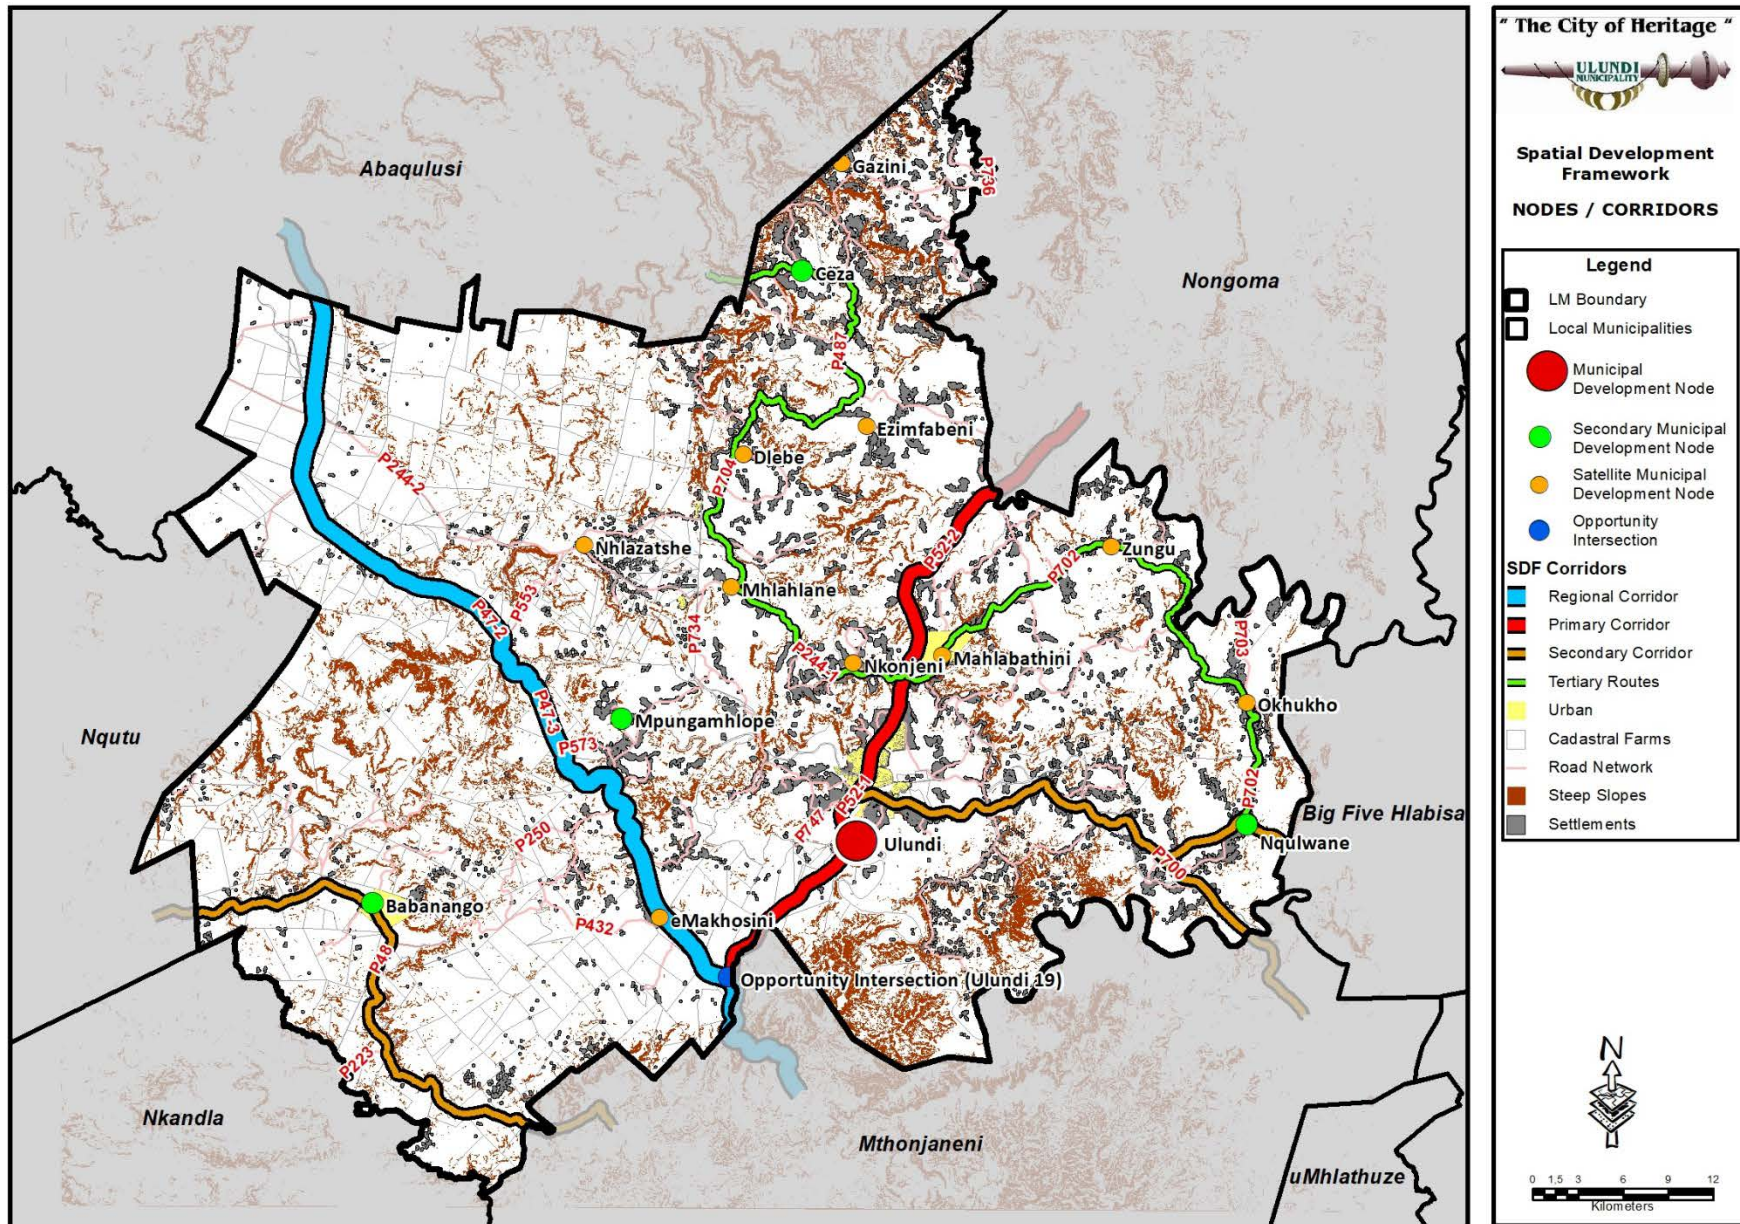 Abaqulusi
Gazini
P736
Ceza
Nongoma
P487
Ezimfabeni
Dlebe
P704
P244-2
Nhlazatshe
P52-2
Zungu
P702
Mhlahlane
P553
P47-2
P734
P703
P244-1
Nkonjeni
Mahlabathini
Okhukho
Mpungamhlope
P47-3
Nqutu
P573
P702
Big Five Hlabisa
P52-1
P747
P250
Ulundi
Nqulwane
P700
Babanango
eMakhosini
P432
P48
Opportunity Intersection (Ulundi 19)
P223
Nkandla
Mthonjaneni
uMhlathuze
" The City of Heritage "
ULUNDI
MUNICIPALITY
Spatial Development
Framework
NODES / CORRIDORS
Legend
LM Boundary
Local Municipalities
Municipal
Development Node
Secondary Municipal
Development Node
Satellite Municipal
Development Node
Opportunity
Intersection
SDF Corridors
Regional Corridor
Primary Corridor
Secondary Corridor
Tertiary Routes
Urban
Cadastral Farms
Road Network
Steep Slopes
Settlements
N
0 1,5 3 6 9 12
Kilometers